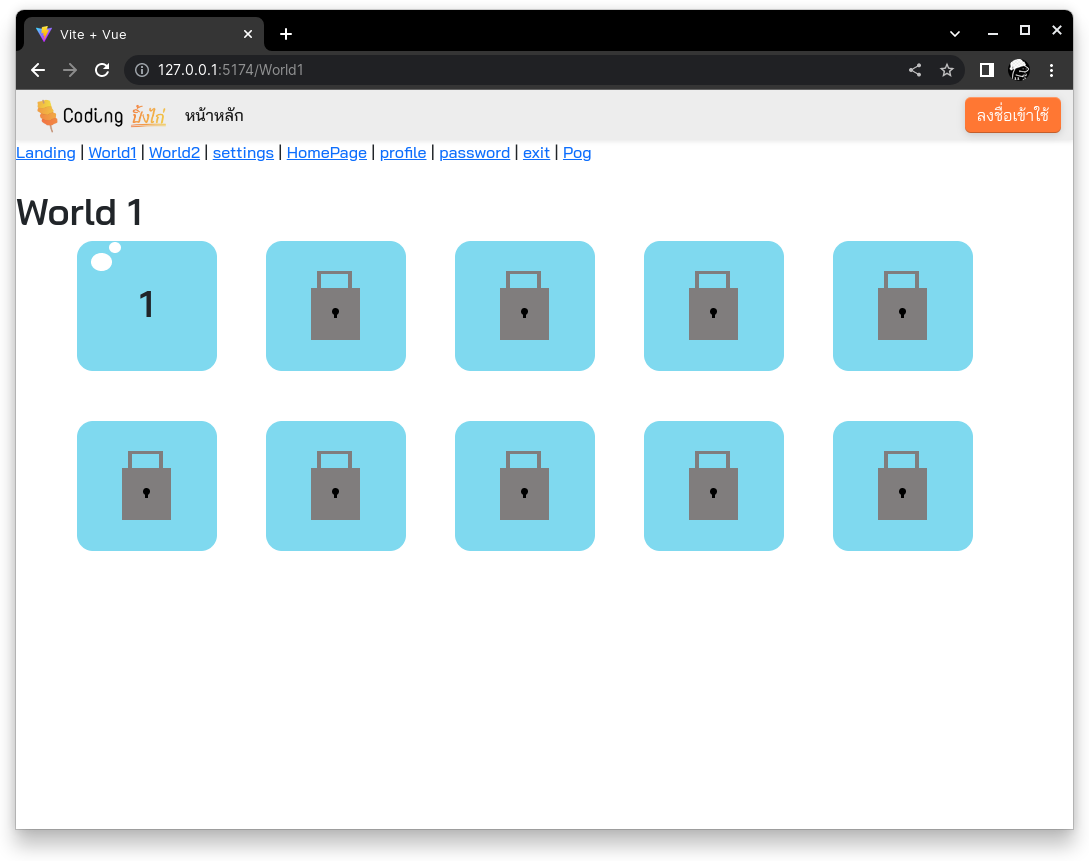 Vite + Vue
127.0.0.1:5174/World1
Coding ปิ้งไก่ หน้าหลัก ลงชื่อเข้าใช้
Landing | World1 | World2 | settings | HomePage | profile | password | exit | Pog
World 1
1